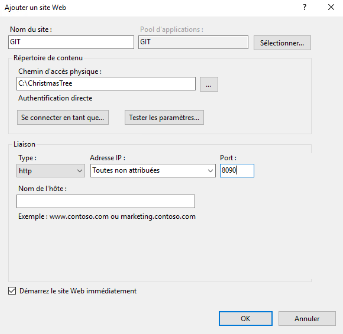 Ajouter un site Web
Nom du site : Pool d'applications :
GIT GIT Sélectionner...
Répertoire de contenu
Chemin d'accès physique :
C:\ChristmasTree ...
Authentification directe
Se connecter en tant que... Tester les paramètres...
Liaison
Type : Adresse IP : Port :
http Toutes non attribuées 8090
Nom de l'hôte :
Exemple : www.contoso.com ou marketing.contoso.com
Démarrez le site Web immédiatement
OK Annuler